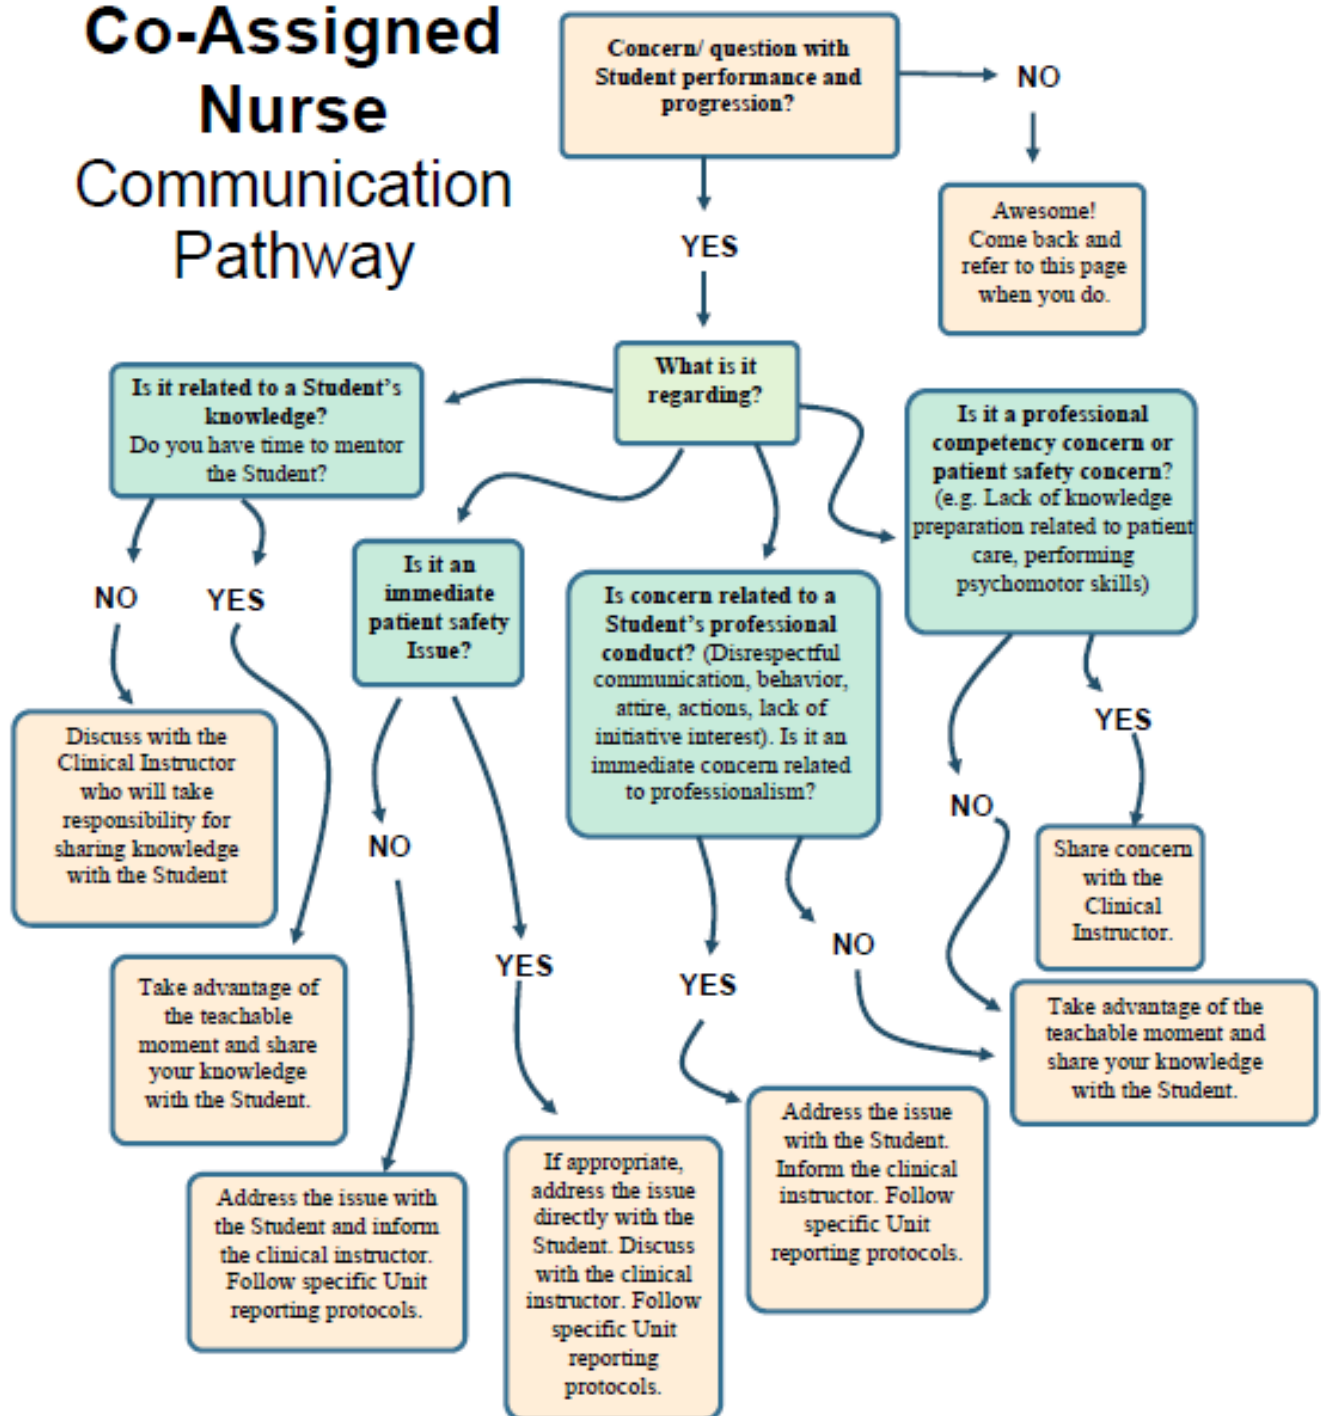 Co-Assigned
Nurse
Communication
Pathway
Concern/ question with
Student performance and
progression?
NO
Awesome!
Come back and
refer to this page
when you do.
YES
What is it
regarding?
Is it related to a Student's
knowledge?
Do you have time to mentor
the Student?
NO
YES
Discuss with the
Clinical Instructor
who will take
responsibility for
sharing knowledge
with the Student
Take advantage of
the teachable
moment and share
your knowledge
with the Student.
Is it an
immediate
patient safety
Issue?
NO
YES
Address the issue with
the Student and inform
the clinical instructor.
Follow specific Unit
reporting protocols.
If appropriate,
address the issue
directly with the
Student. Discuss
with the clinical
instructor. Follow
specific Unit
reporting
protocols.
Is concern related to a
Student's professional
conduct? (Disrespectful
communication, behavior,
attire, actions, lack of
initiative interest). Is it an
immediate concern related
to professionalism?
YES
NO
Address the issue
with the Student.
Inform the clinical
instructor. Follow
specific Unit
reporting protocols.
Is it a professional
competency concern or
patient safety concern?
(e.g. Lack of knowledge
preparation related to patient
care, performing
psychomotor skills)
NO
YES
Share concern
with the
Clinical
Instructor.
Take advantage of the
teachable moment and
share your knowledge
with the Student.